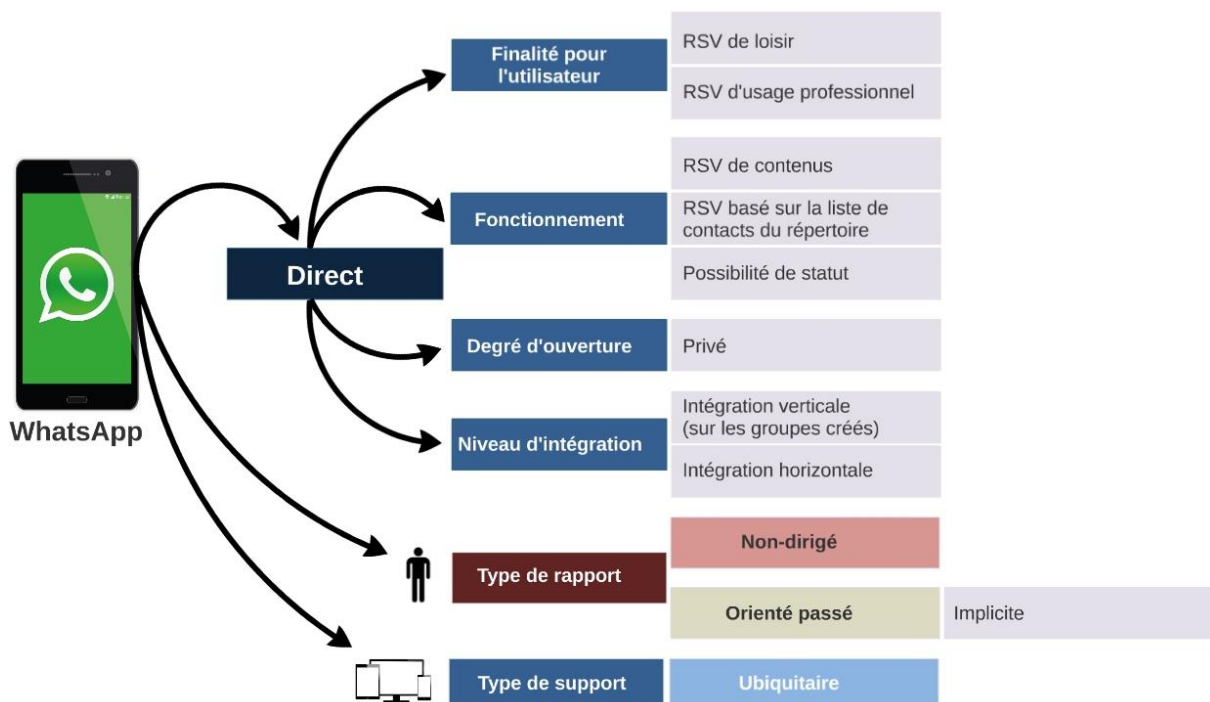 Finalité pour
l'utilisateur
RSV de loisir
RSV d'usage professionnel
Fonctionnement
RSV de contenus
RSV basé sur la liste de
contacts du répertoire
Possibilité de statut
Direct
Degré d'ouverture
Privé
WhatsApp
Niveau d'intégration
Intégration verticale
(sur les groupes créés)
Intégration horizontale
Type de rapport
Non-dirigé
Orienté passé
Implicite
Type de support
Ubiquitaire